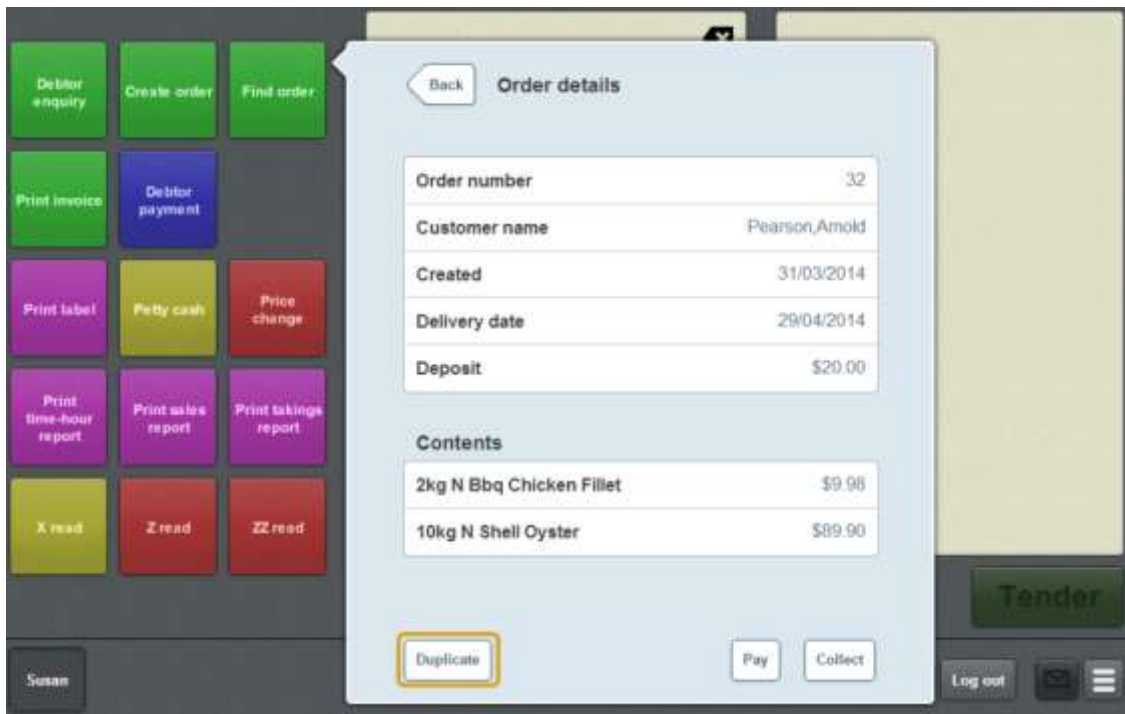 Debtor
enquiry
Create order
Find order
Print invoice
Debtor
payment
Print label
Petty cash
Price
change
Print
time-hour
report
Print sales
report
Print takings
report
X read
Z read
ZZ read
Susan
Back
Order details
Order number 32
Customer name Pearson,Arnold
Created 31/03/2014
Delivery date 29/04/2014
Deposit $20.00
Contents
2kg N Bbq Chicken Fillet $9.98
10kg N Shell Oyster $89.90
Duplicate
Pay
Collect
Tender
Log out